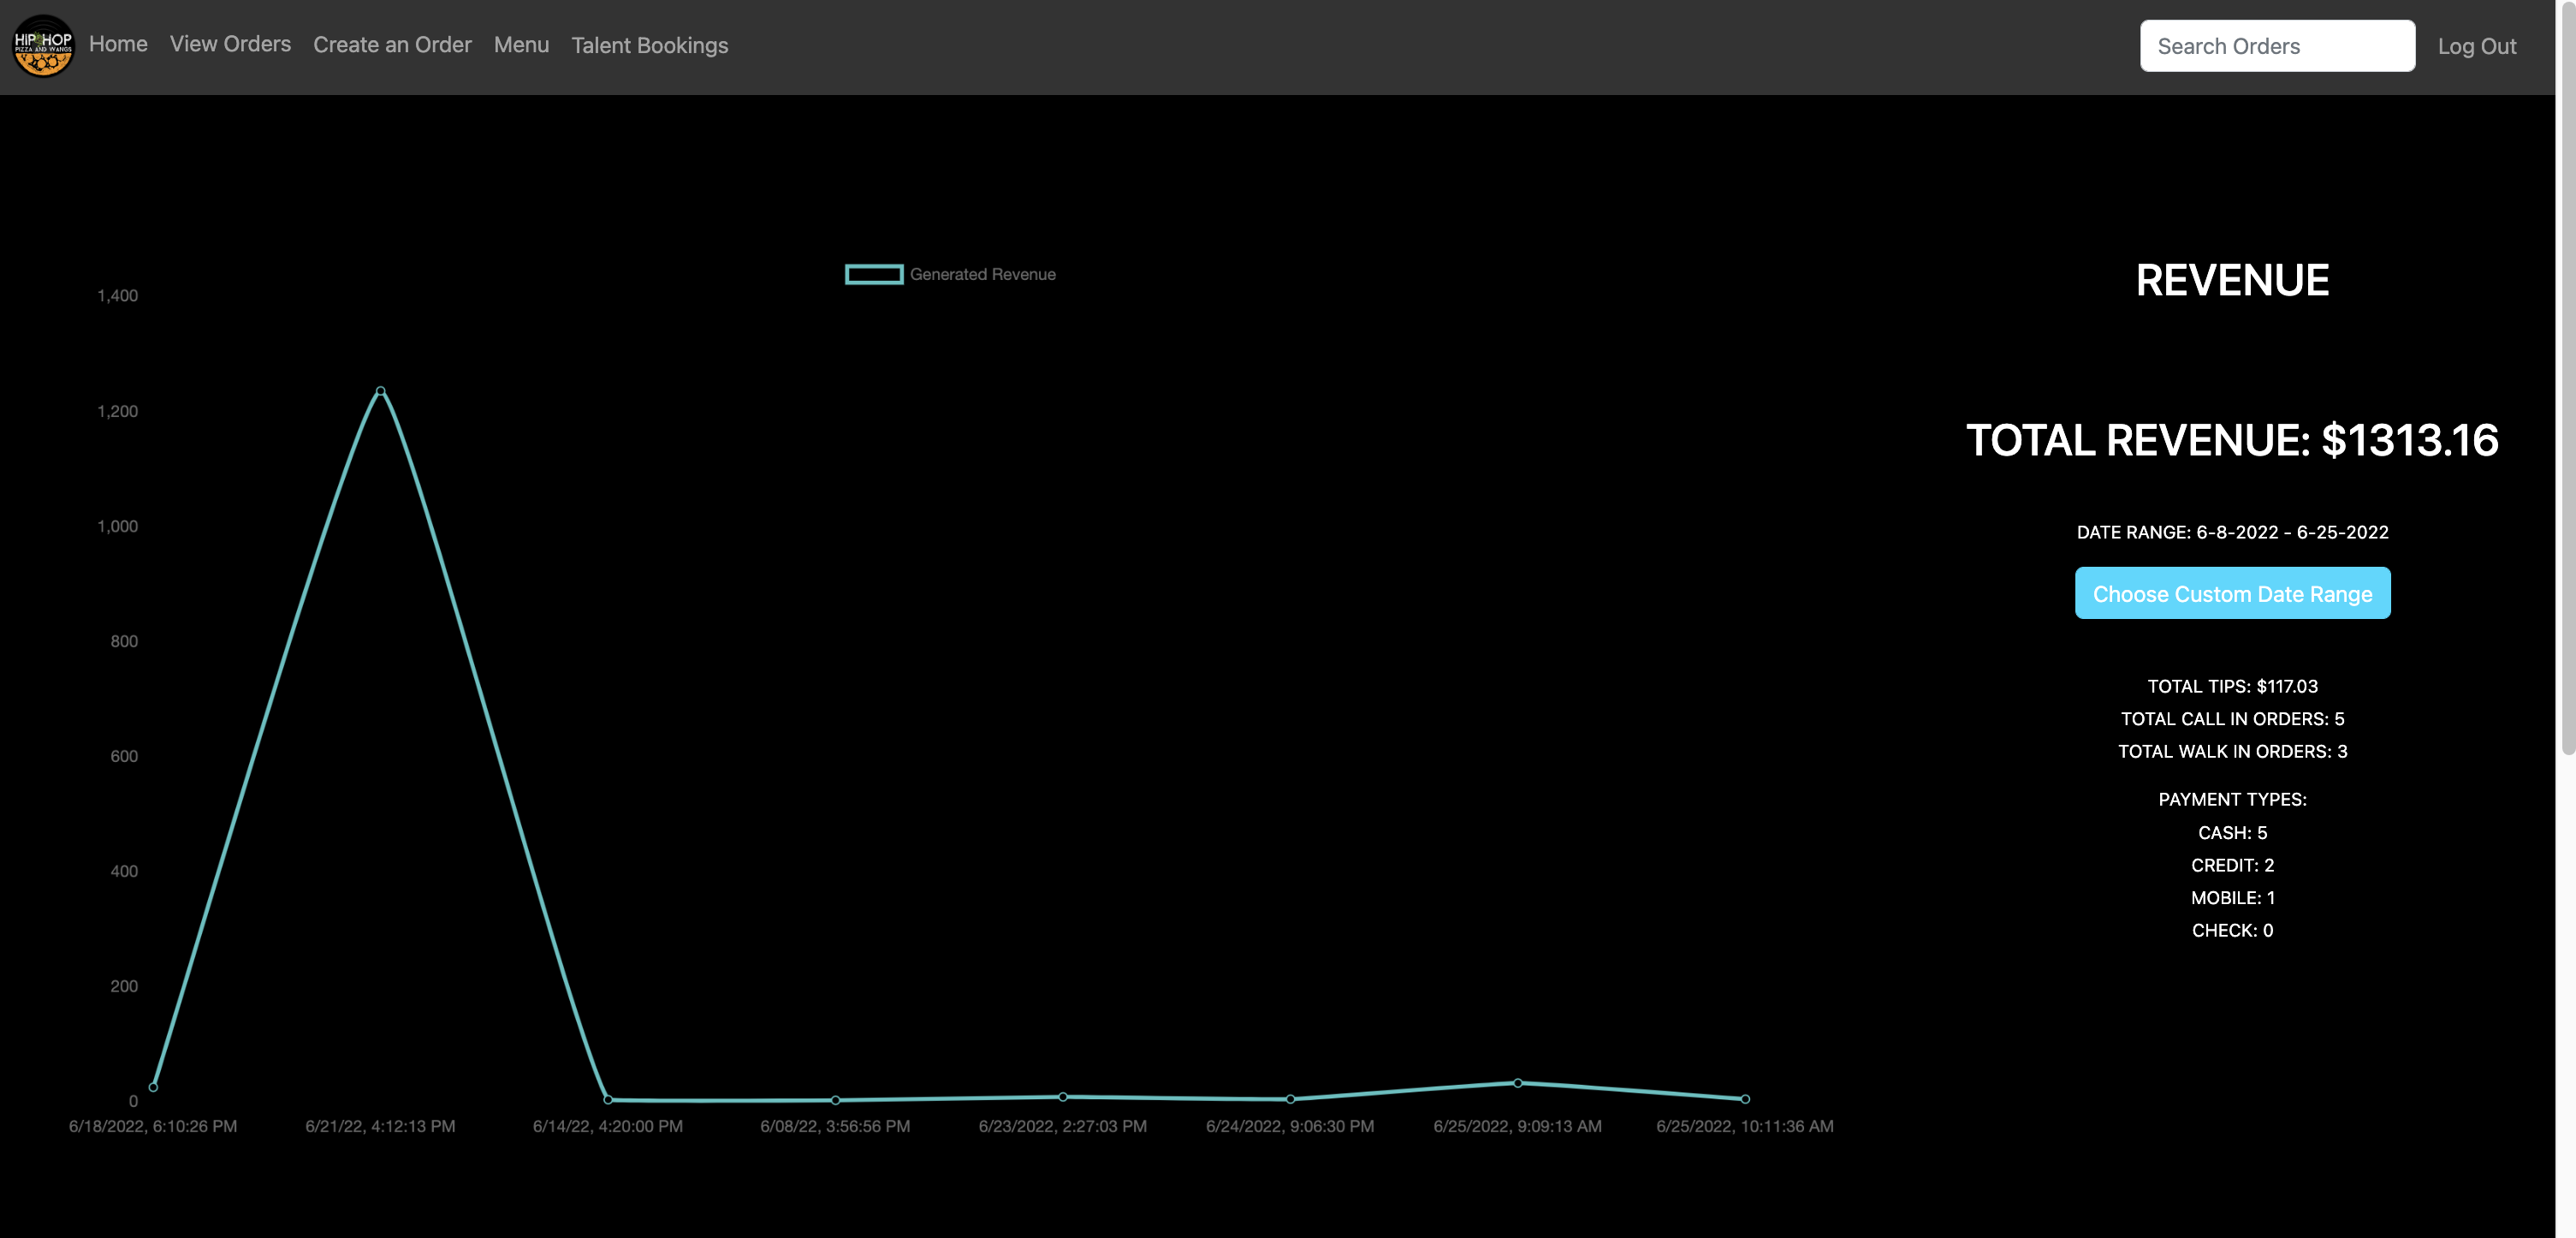 HIP HOP
PIZZA AND WANGS
Home
View Orders
Create an Order
Menu
Talent Bookings
Search Orders
Log Out
Generated Revenue
1,400
1,200
1,000
800
600
400
200
0
6/18/2022, 6:10:26 PM
6/21/22, 4:12:13 PM
6/14/22, 4:20:00 PM
6/08/22, 3:56:56 PM
6/23/2022, 2:27:03 PM
6/24/2022, 9:06:30 PM
6/25/2022, 9:09:13 AM
6/25/2022, 10:11:36 AM
REVENUE
TOTAL REVENUE: $1313.16
DATE RANGE: 6-8-2022 - 6-25-2022
Choose Custom Date Range
TOTAL TIPS: $117.03
TOTAL CALL IN ORDERS: 5
TOTAL WALK IN ORDERS: 3
PAYMENT TYPES:
CASH: 5
CREDIT: 2
MOBILE: 1
CHECK: 0